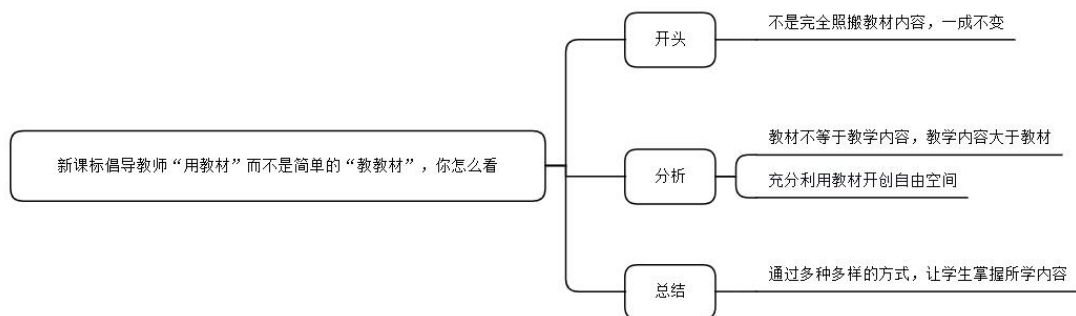 新课标倡导教师“用教材”而不是简单的“教教材”，你怎么看
开头
不是完全照搬教材内容，一成不变
分析
教材不等于教学内容，教学内容大于教材
充分利用教材开创自由空间
总结
通过多种多样的方式，让学生掌握所学内容